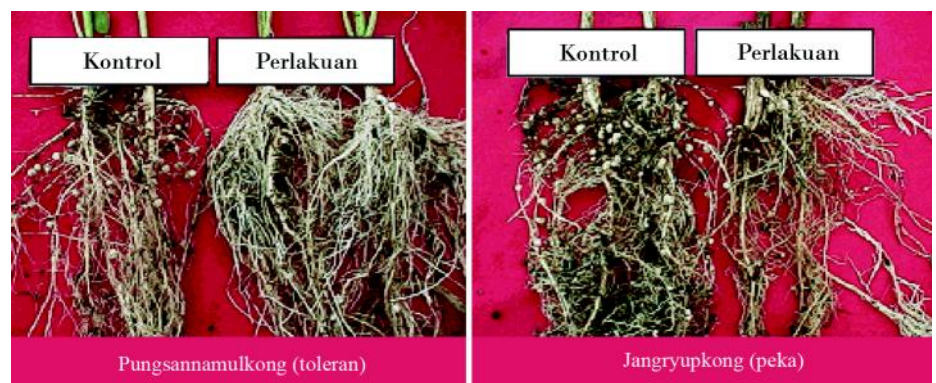 Kontrol
Perlakuan
Pungsannamulkong (toleran)
Kontrol
Perlakuan
Jangryupkong (peka)